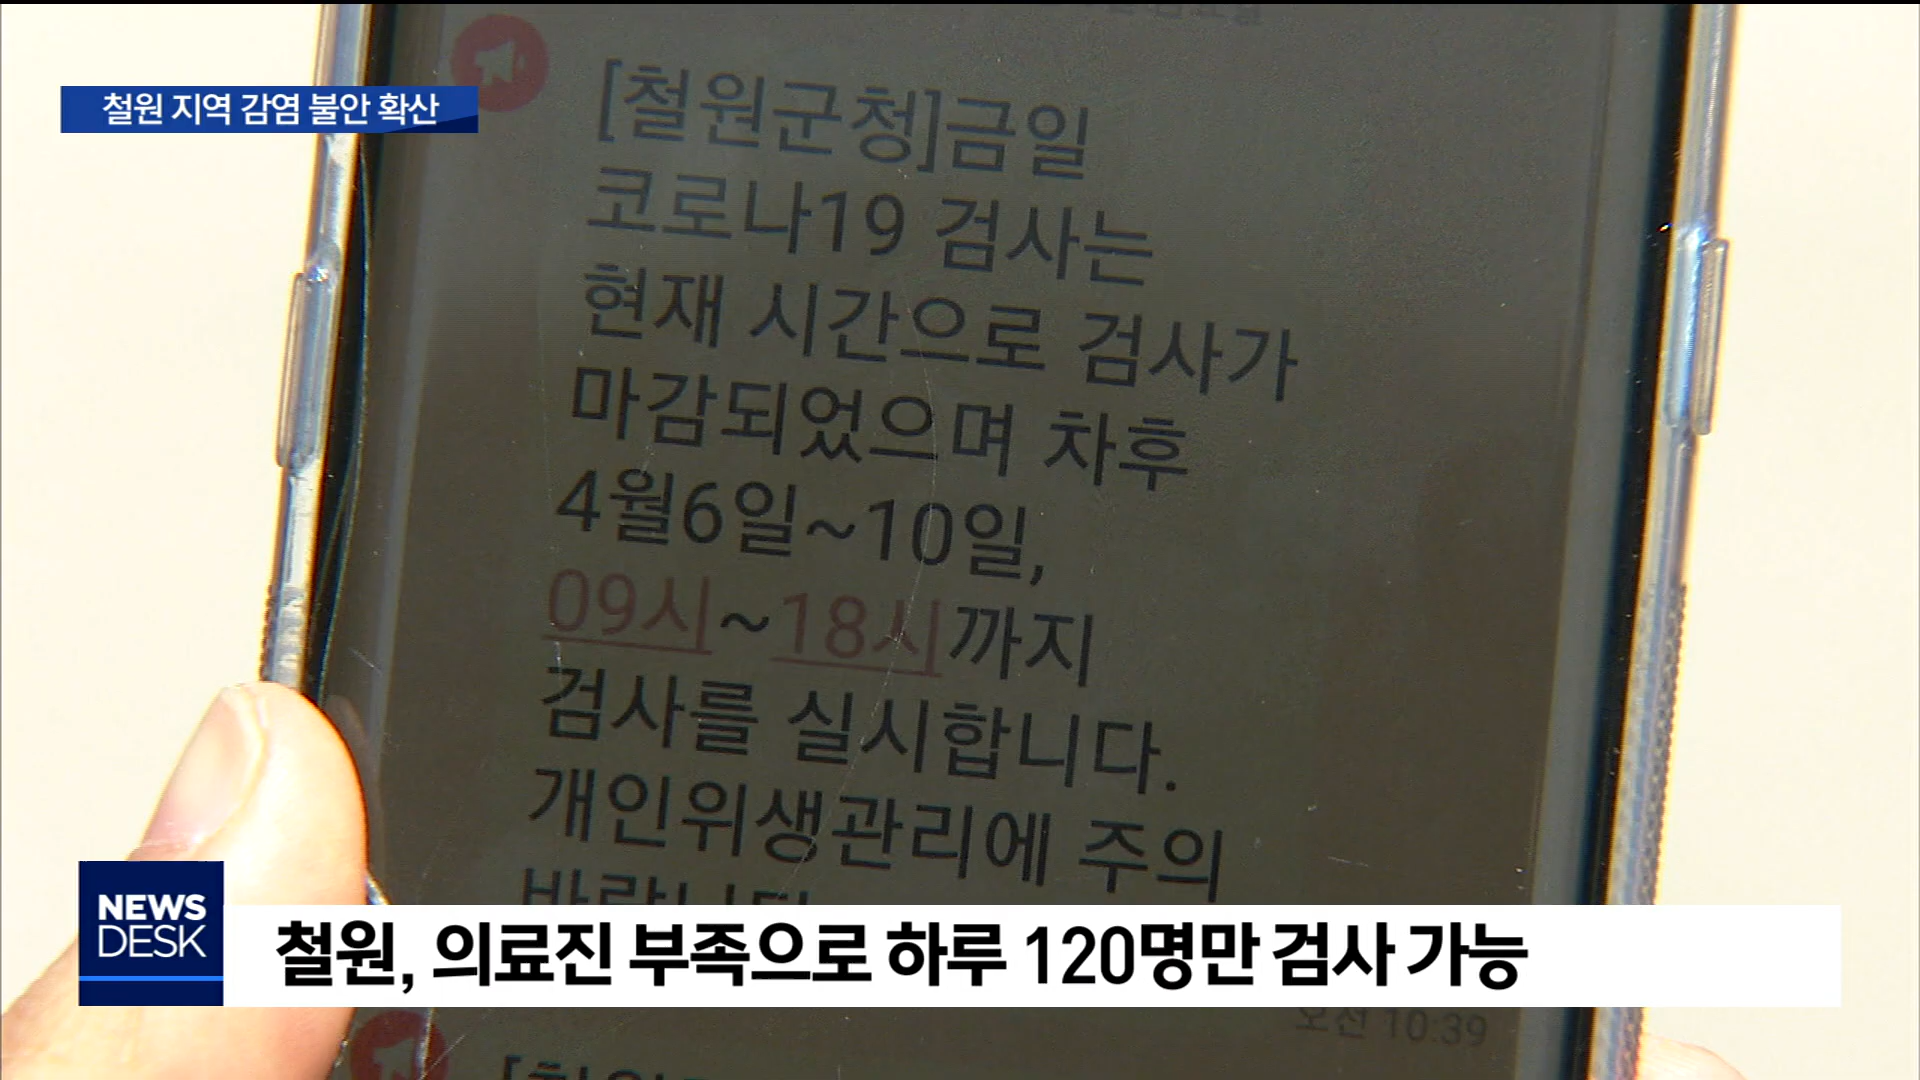 철원 지역 감염 불안 확산
[철원군청]금일
코로나19 검사는
현재 시간으로 검사가
마감되었으며 차후
4월6일~10일,
09시~18시까지
검사를 실시합니다.
개인위생관리에 주의
NEWS
DESK
철원, 의료진 부족으로 하루 120명만 검사 가능
오전 10:39